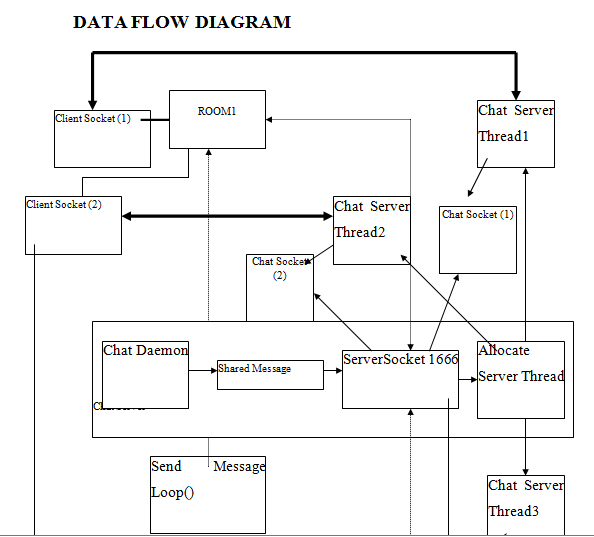 DATA FLOW DIAGRAM
ROOM1
Client Socket (1)
Chat Server
Thread1
Client Socket (2)
Chat Server
Thread2
Chat Socket (1)
Chat Socket
(2)
Chat Daemon
Shared Message
ServerSocket 1666
Allocate
Server Thread
Send Message
Loop()
Chat Server
Thread3